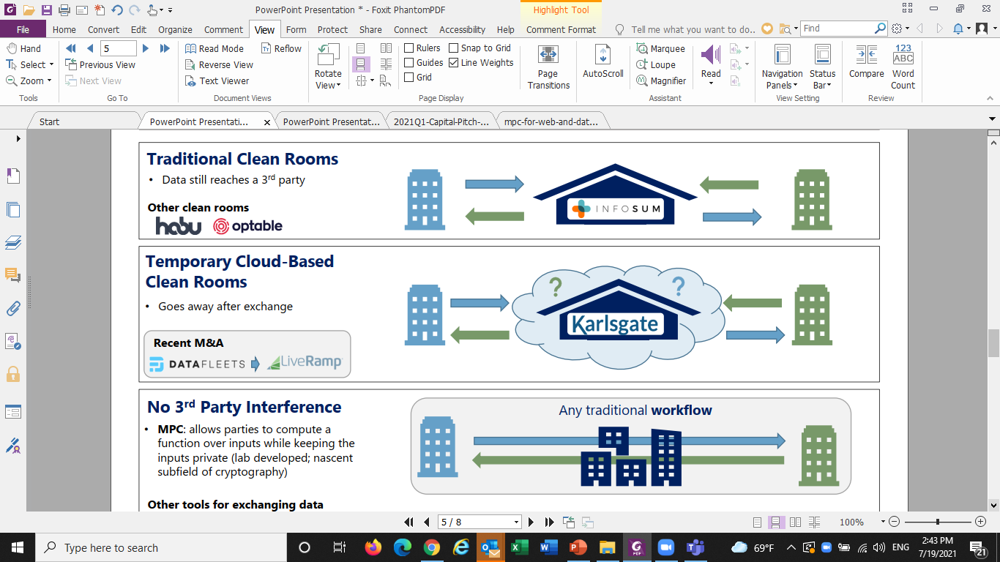 PowerPoint Presentation * - Foxit PhantomPDF
Highlight Tool
File Home Convert Edit Organize Comment View Form Protect Share Connect Accessibility Help Comment Format Tell me what you want to do.. Find
Hand
Select
Zoom
Tools
5
Previous View
Next View
Go To
Read Mode
Reflow
Reverse View
Text Viewer
Document Views
Rotate
View
Rulers
Snap to Grid
Guides
Line Weights
Grid
Page Display
Page
Transitions
AutoScroll
Marquee
Loupe
Magnifier
Assistant
Read
Navigation
Panels
Status
Bar
View Setting
Compare
123
ABC
Word
Count
Review
Start
PowerPoint Presentati...
PowerPoint Presentat...
2021Q1-Capital-Pitch-...
mpc-for-web-and-dat...
Traditional Clean Rooms
• Data still reaches a 3rd party
Other clean rooms
habu
optable
INFOSUM
Temporary Cloud-Based
Clean Rooms
• Goes away after exchange
Recent M&A
DATAFLEETS
LiveRamp
? ?
Karlsgate
No 3rd Party Interference
• MPC: allows parties to compute a
function over inputs while keeping the
inputs private (lab developed; nascent
subfield of cryptography)
Other tools for exchanging data
Any traditional workflow
5 / 8
100%
Type here to search
69°F
ENG
2:43 PM
7/19/2021
21